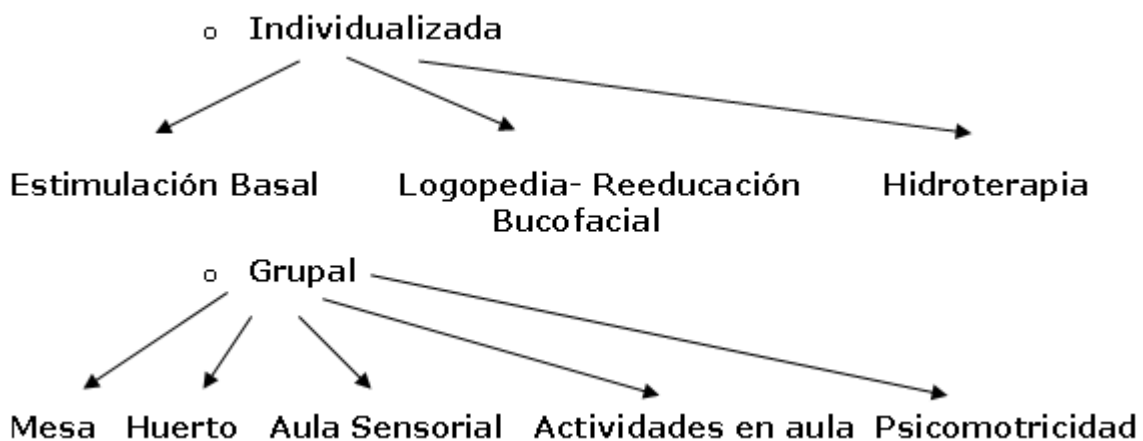 o Individualizada
Estimulación Basal Logopedia- Reeducación Hidroterapia
Bucofacial
o Grupal
Mesa Huerto Aula Sensorial Actividades en aula Psicomotricidad